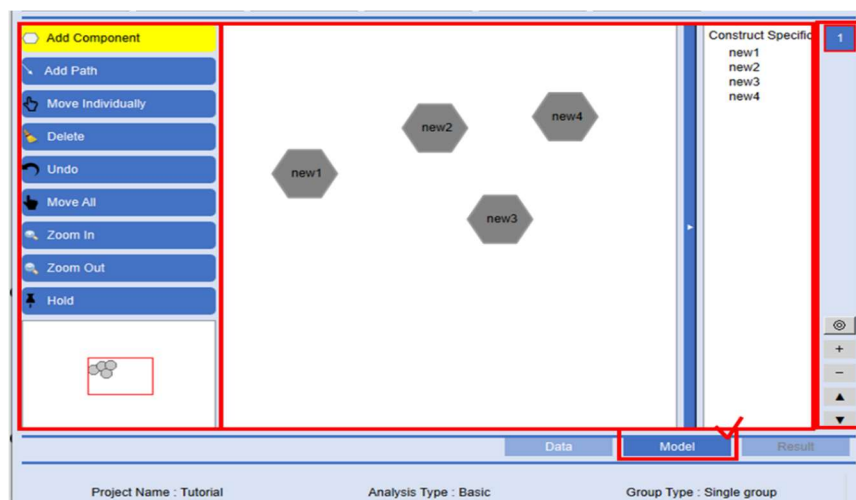 Add Component
Add Path
Move Individually
Delete
Undo
Move All
Zoom In
Zoom Out
Hold
new1
new2
new4
new3
Construct Specific
new1
new2
new3
new4
1
+
−
Data
Model
Result
Project Name : Tutorial
Analysis Type : Basic
Group Type : Single group